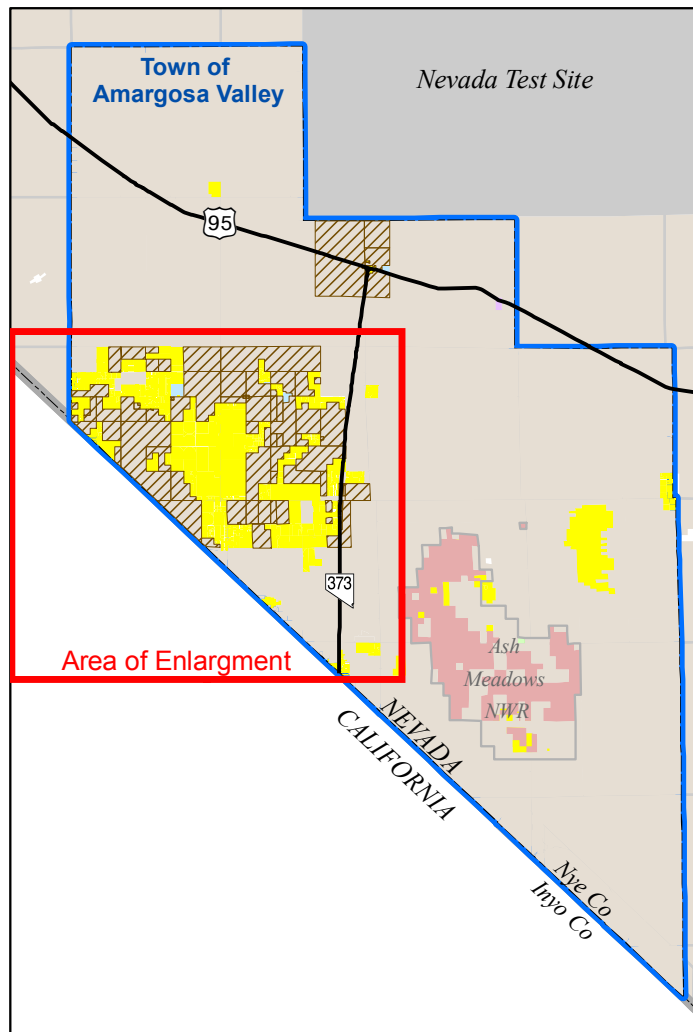 Town of
Amargosa Valley
Nevada Test Site
95
373
Area of Enlargment
Ash
Meadows
NWR
NEVADA
CALIFORNIA
Nye Co
Inyo Co